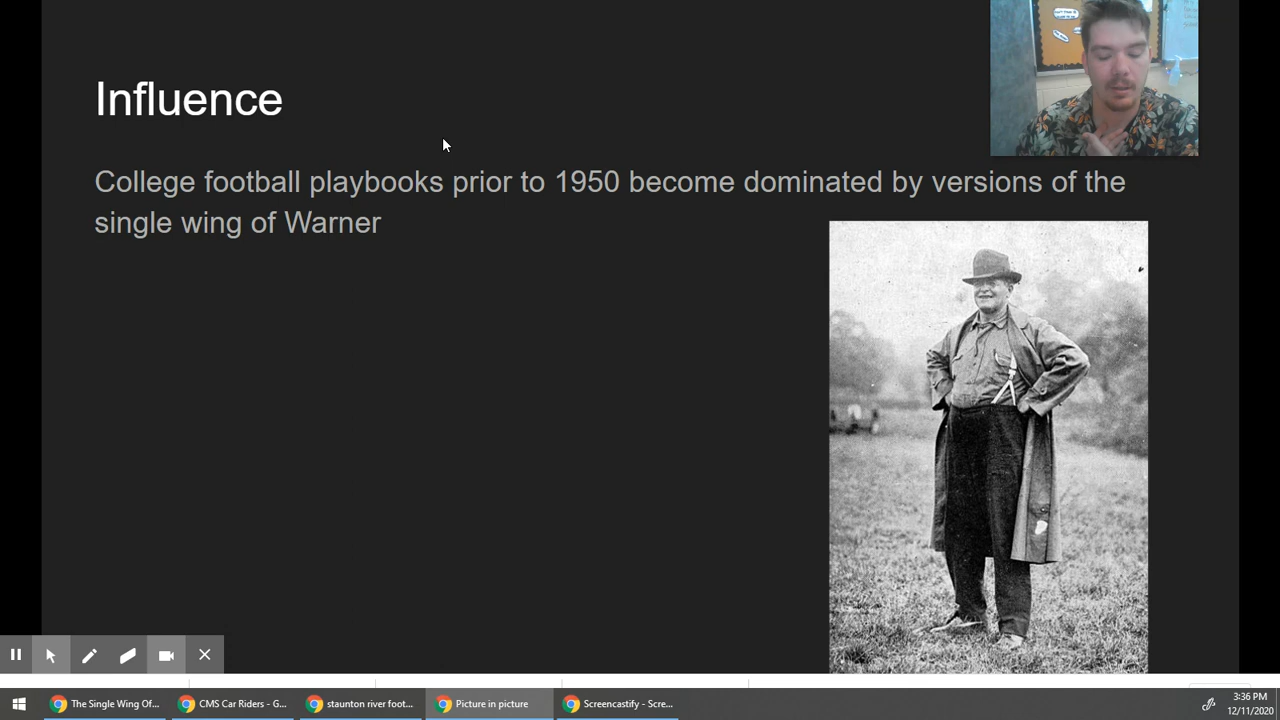 Influence
College football playbooks prior to 1950 become dominated by versions of the
single wing of Warner
The Single Wing Of...
CMS Car Riders - G...
staunton river foot...
Picture in picture
Screencastify - Scre...
3:36 PM
12/11/2020